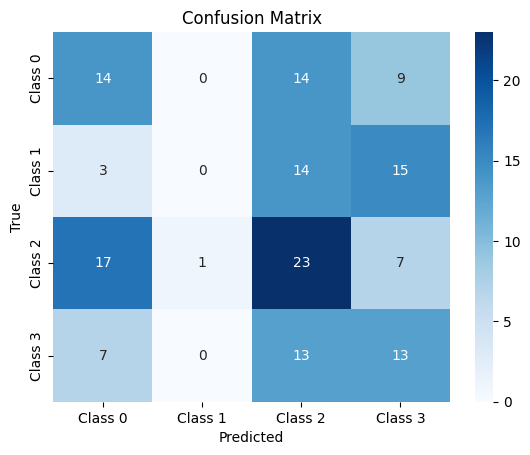 Confusion Matrix
Class 0
14 0 14 9
Class 1
3 0 14 15
Class 2
17 1 23 7
Class 3
7 0 13 13
Class 0 Class 1 Class 2 Class 3
Predicted
True
20
15
10
5
0